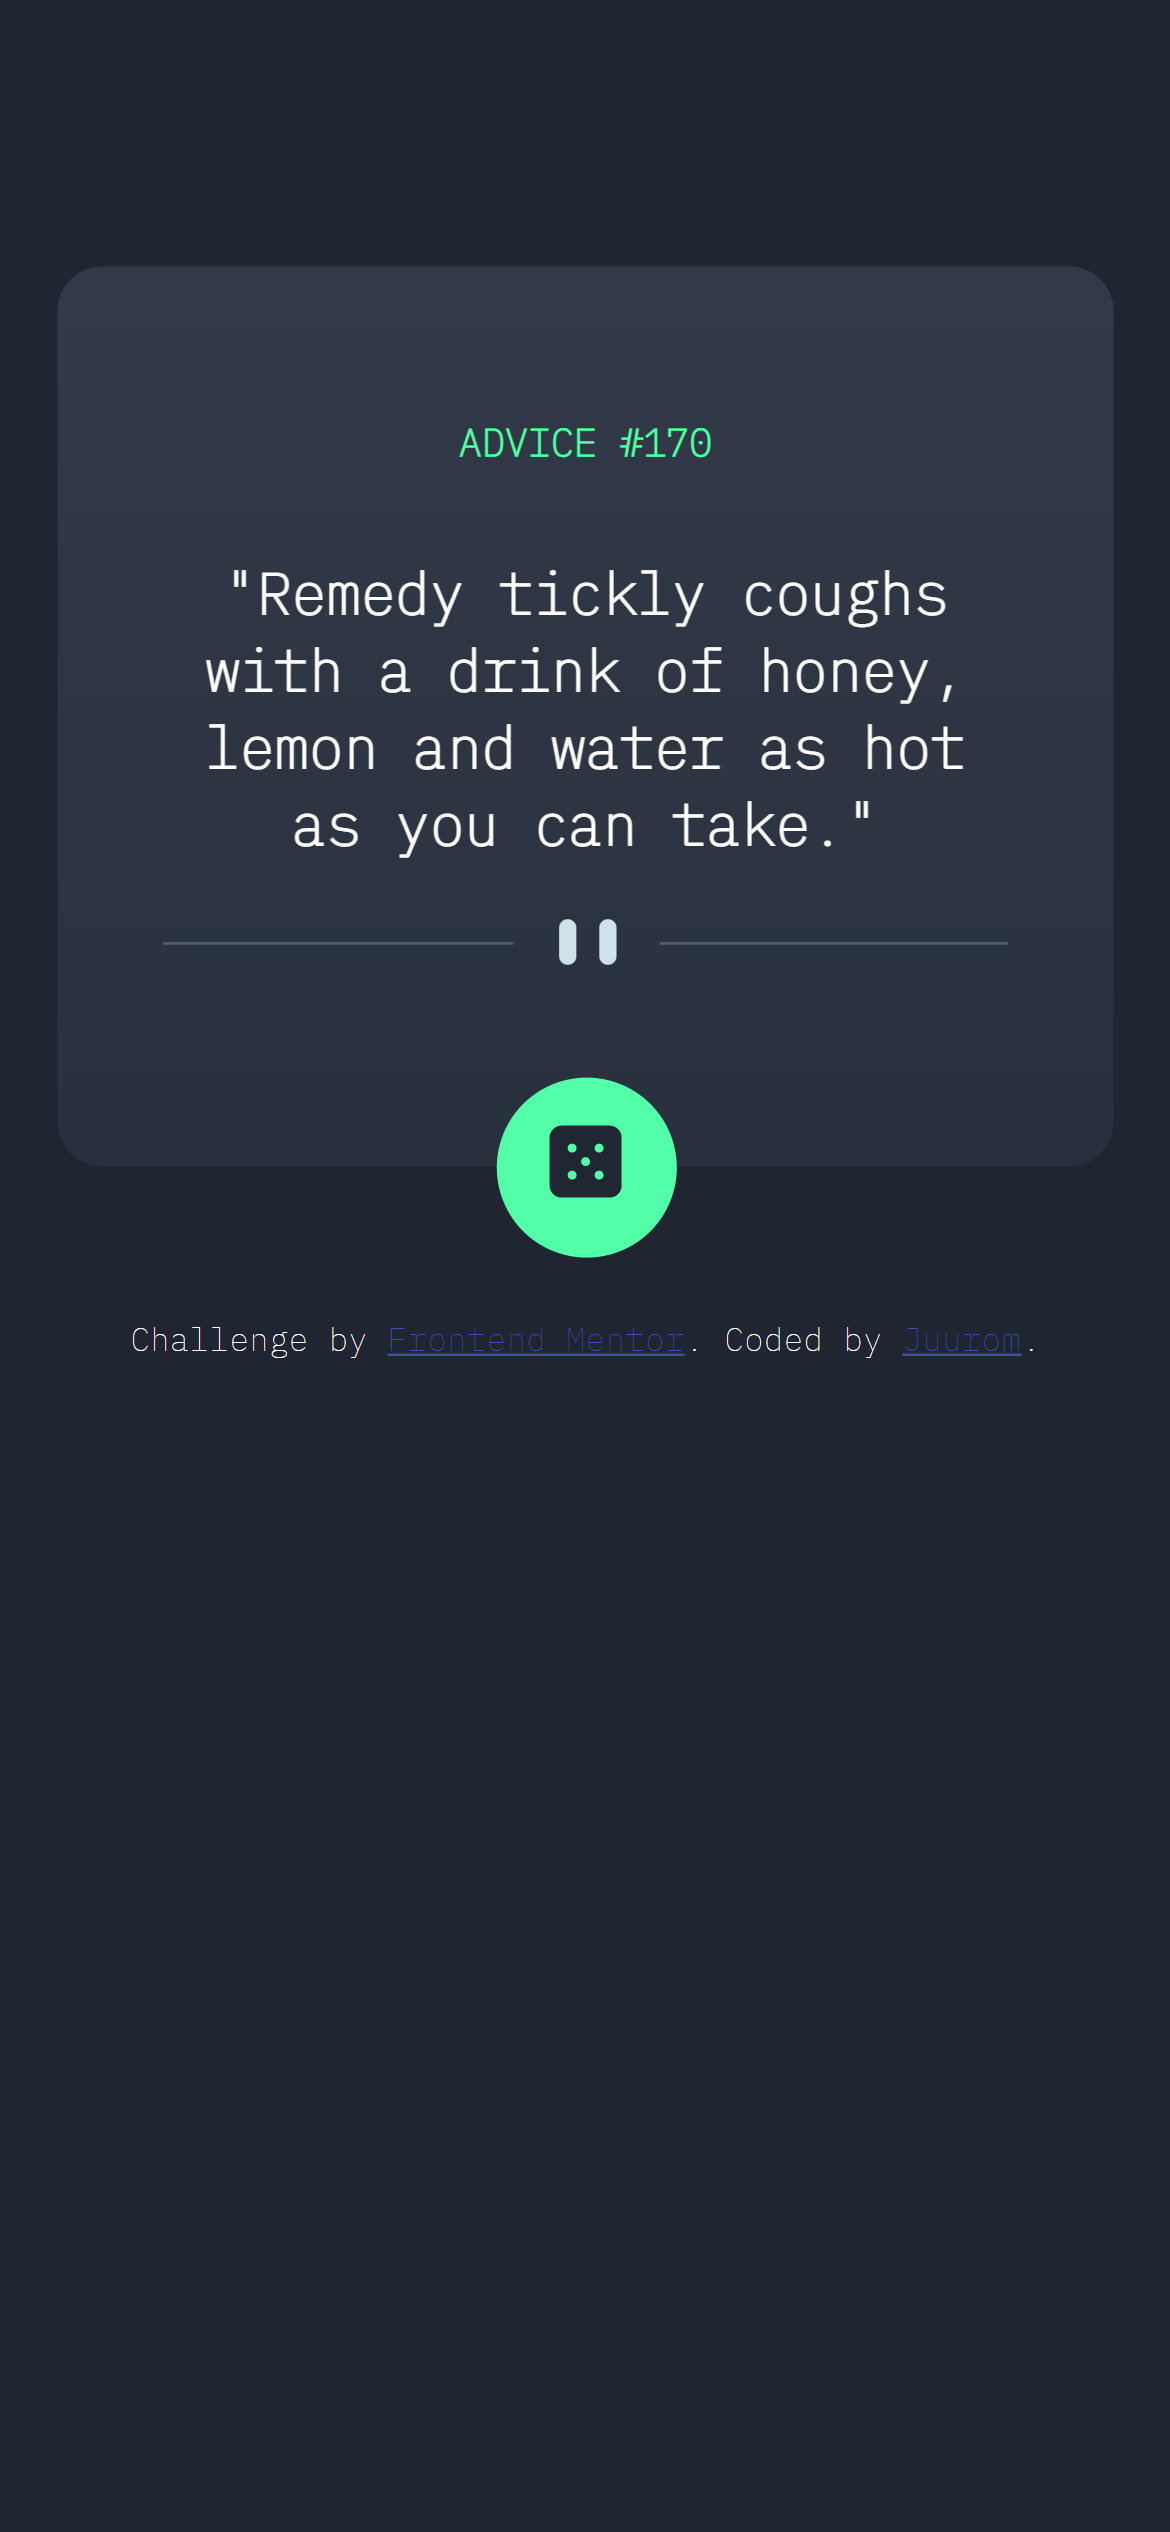 ADVICE #170
"Remedy tickly coughs
with a drink of honey,
lemon and water as hot
as you can take."
Challenge by Frontend Mentor. Coded by Juurom.